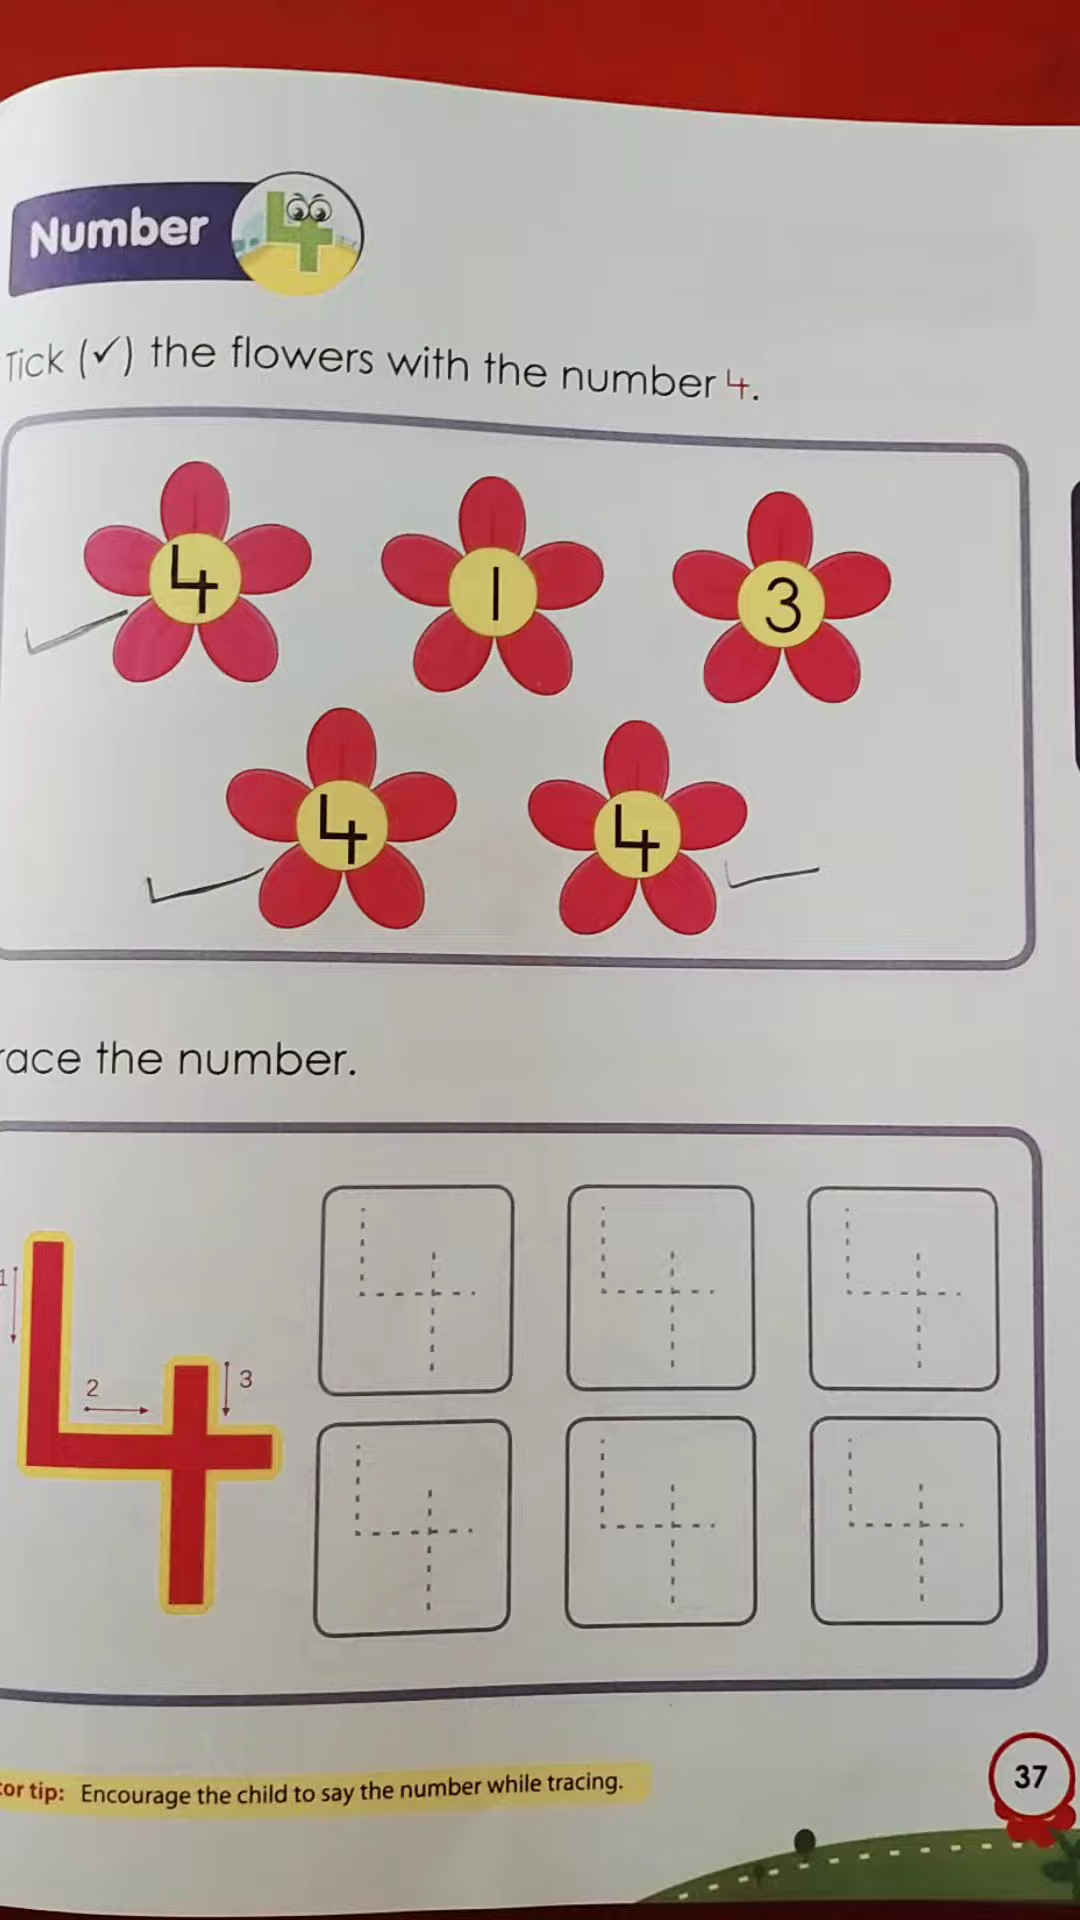 Number 4
Tick (✓) the flowers with the number 4.
4 1 3
4 4
race the number.
1
2
3
tor tip: Encourage the child to say the number while tracing.
37